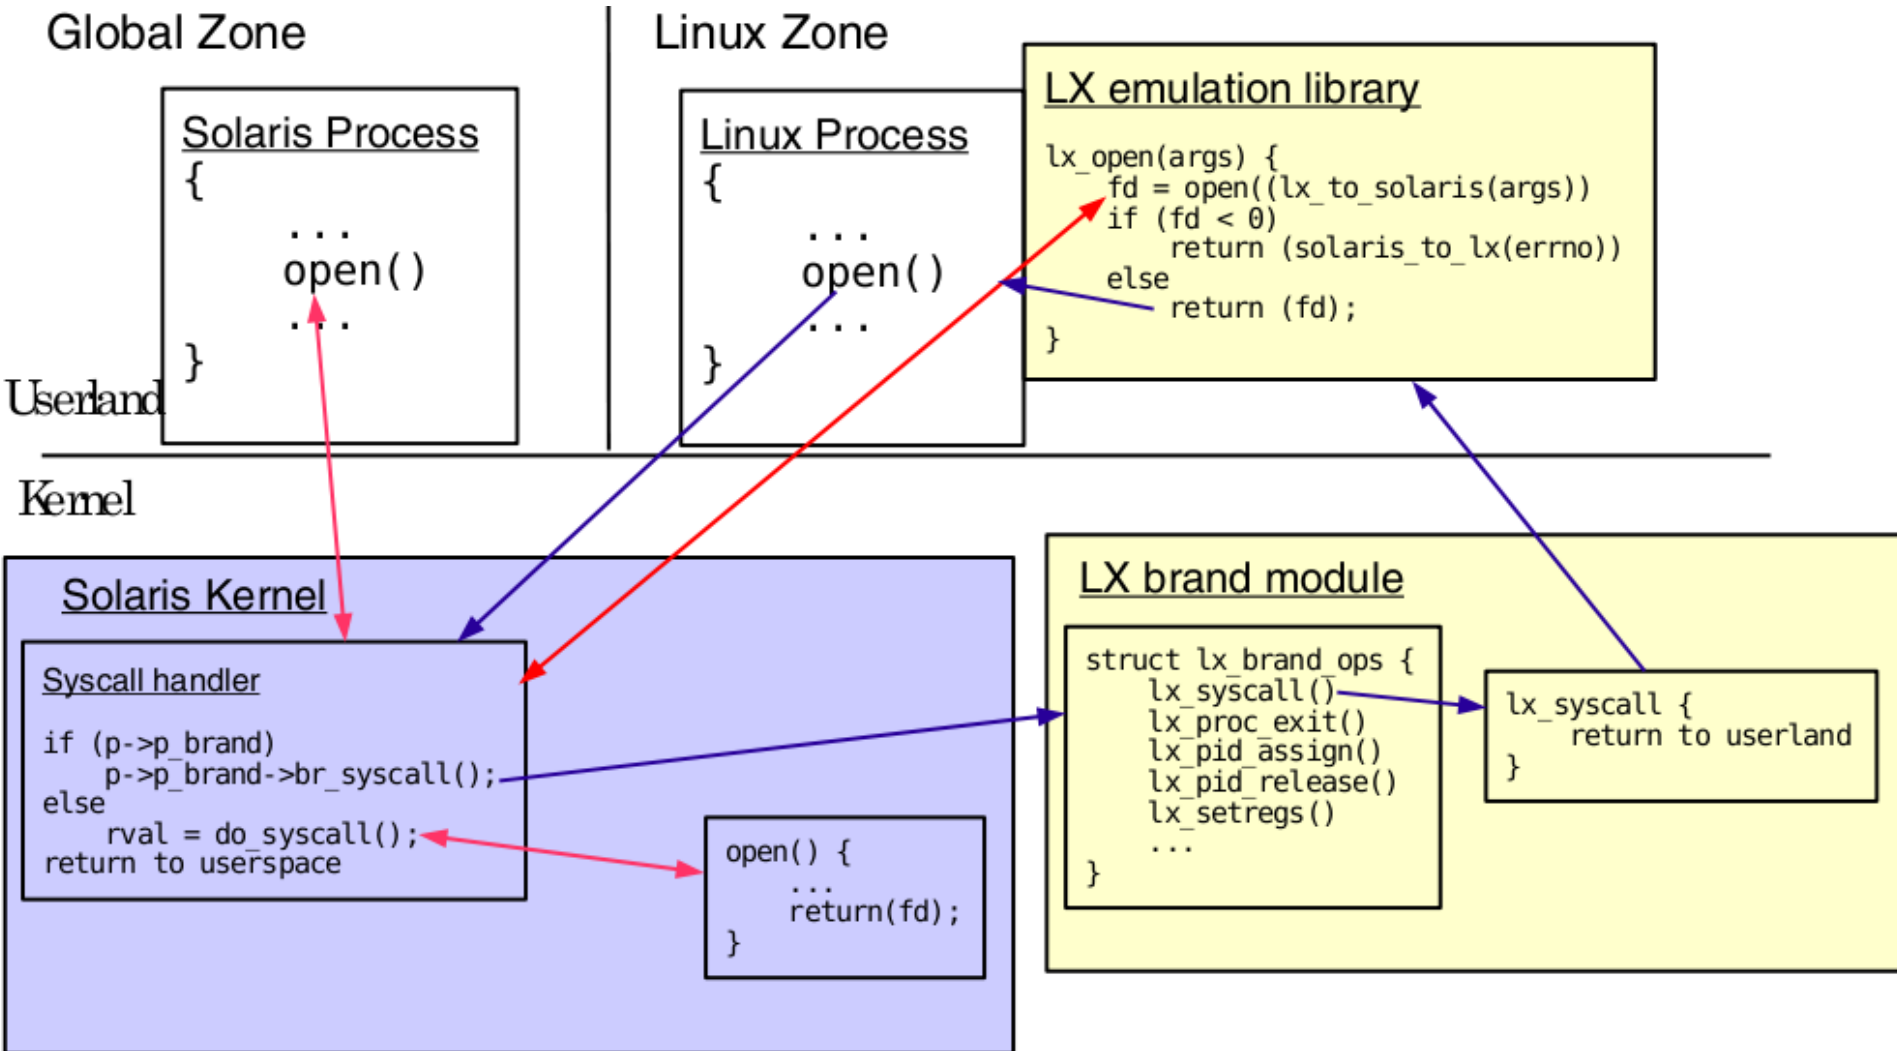 Global Zone
Linux Zone
Solaris Process
{
...
open()
...
}
Linux Process
{
...
open()
...
}
LX emulation library
lx_open(args) {
fd = open((lx_to_solaris(args))
if (fd < 0)
return (solaris_to_lx(errno))
else
return (fd);
}
Userland
Kernel
Solaris Kernel
Syscall handler
if (p->p_brand)
p->p_brand->br_syscall();
else
rval = do_syscall();
return to userspace
open() {
...
return(fd);
}
LX brand module
struct lx_brand_ops {
lx_syscall()
lx_proc_exit()
lx_pid_assign()
lx_pid_release()
lx_setregs()
...
}
lx_syscall {
return to userland
}